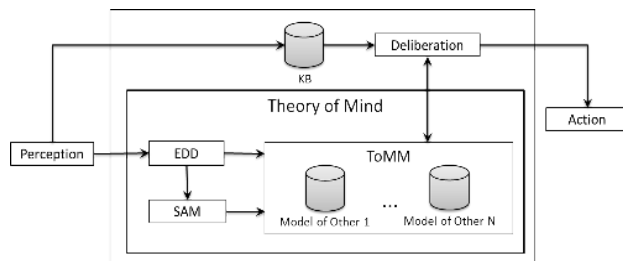 Deliberation
KB
Theory of Mind
Action
Perception
EDD
ToMM
SAM
...
Model of Other 1
Model of Other N